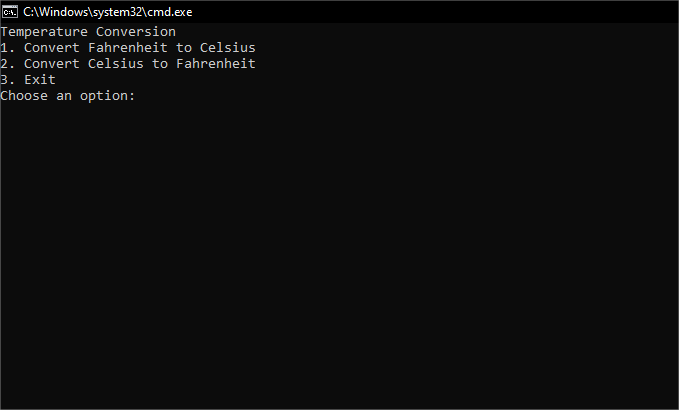 C:\Windows\system32\cmd.exe
Temperature Conversion
1. Convert Fahrenheit to Celsius
2. Convert Celsius to Fahrenheit
3. Exit
Choose an option: